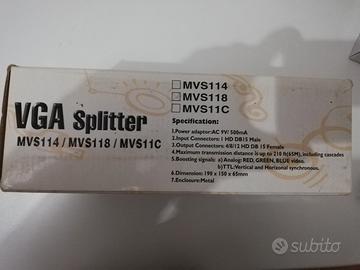 MVS114
MVS118
MVS11C
VGA Splitter
MVS114 / MVS118 / MVS11C
Specification:
1.Power adaptor:AC 9V/ 500mA
2.Input Connectors: 1 HD DB15 Male
3.Output Connectors: 4/8/12 HD DB 15 Female
4.Maximum transmission distance is up to 210 ft(65M), including cascades
5.Boosting signals: a) Analog: RED, GREEN, BLUE video.
b)TTL: Vertical and Horizonal synchronous.
6.Dimension: 190 x 150 x 65mm
7.Enclosure:Metal
subito